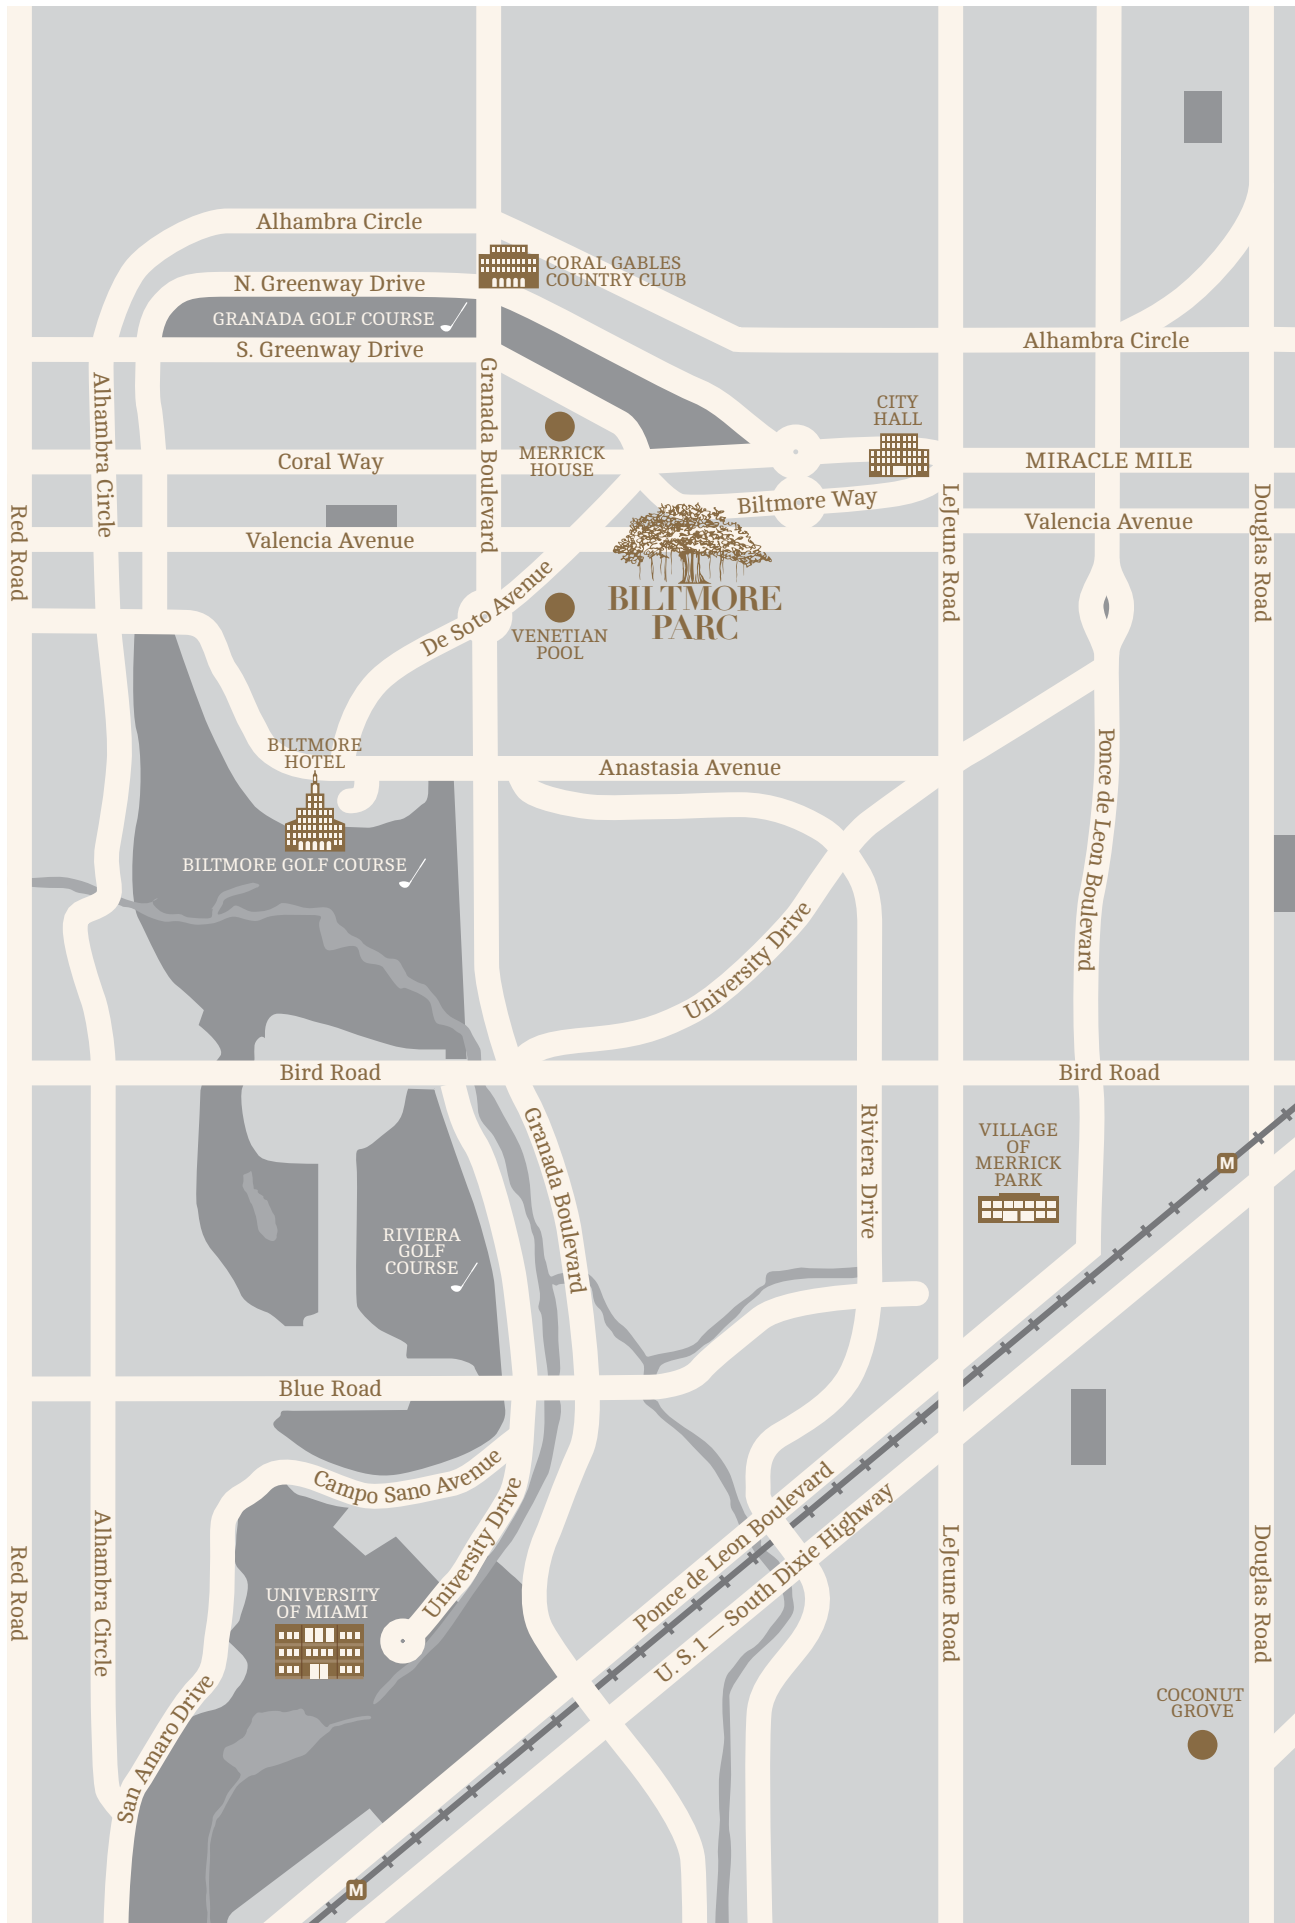 Alhambra Circle
CORAL GABLES
COUNTRY CLUB
N. Greenway Drive
GRANADA GOLF COURSE
Alhambra Circle
S. Greenway Drive
Alhambra Circle
Granada Boulevard
CITY
HALL
MERRICK
HOUSE
Coral Way
MIRACLE MILE
Biltmore Way
Red Road
LeJeune Road
Douglas Road
Valencia Avenue
Valencia Avenue
De Soto Avenue
BILTMORE
PARC
VENETIAN
POOL
BILTMORE
HOTEL
Anastasia Avenue
Ponce de Leon Boulevard
BILTMORE GOLF COURSE
University Drive
Bird Road
Bird Road
Granada Boulevard
Riviera Drive
VILLAGE
OF
MERRICK
PARK
M
RIVIERA
GOLF
COURSE
Blue Road
Campo Sano Avenue
University Drive
Ponce de Leon Boulevard
U. S. 1 — South Dixie Highway
Red Road
Alhambra Circle
LeJeune Road
Douglas Road
UNIVERSITY
OF MIAMI
San Amaro Drive
COCONUT
GROVE
M